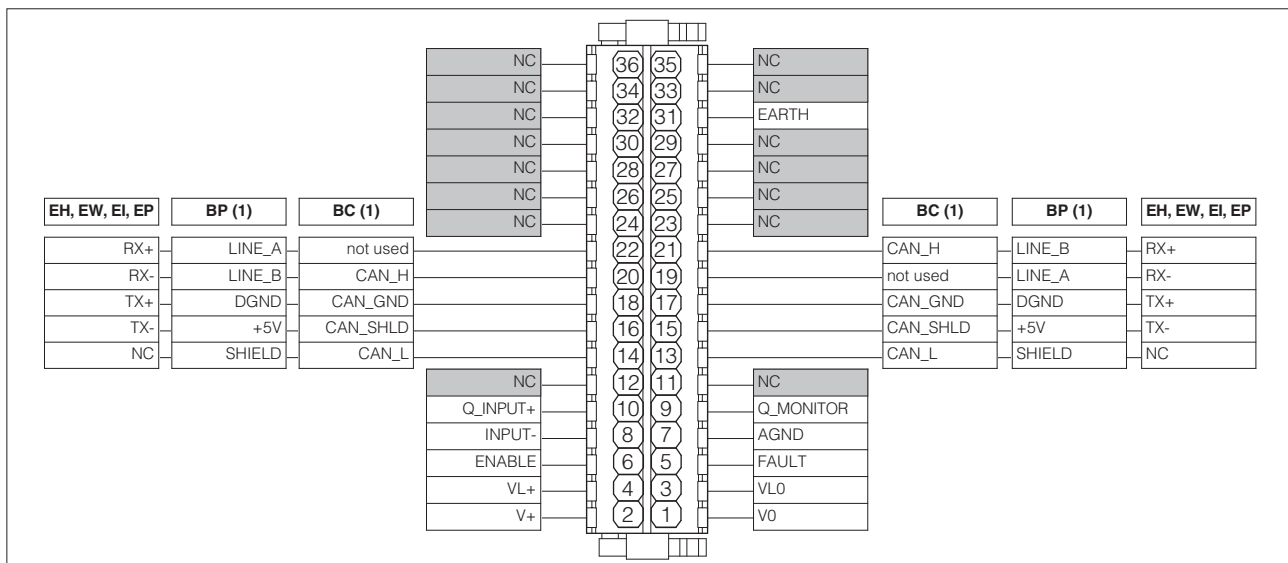 NC 36 35 NC
NC 34 33 NC
NC 32 31 EARTH
NC 30 29 NC
NC 28 27 NC
NC 26 25 NC
NC 24 23 NC
EH, EW, EI, EP BP (1) BC (1) BC (1) BP (1) EH, EW, EI, EP
RX+ LINE_A not used 22 21 CAN_H LINE_B RX+
RX- LINE_B CAN_H 20 19 not used LINE_A RX-
TX+ DGND CAN_GND 18 17 CAN_GND DGND TX+
TX- +5V CAN_SHLD 16 15 CAN_SHLD +5V TX-
NC SHIELD CAN_L 14 13 CAN_L SHIELD NC
NC 12 11 NC
Q_INPUT+ 10 9 Q_MONITOR
INPUT- 8 7 AGND
ENABLE 6 5 FAULT
VL+ 4 3 VL0
V+ 2 1 V0